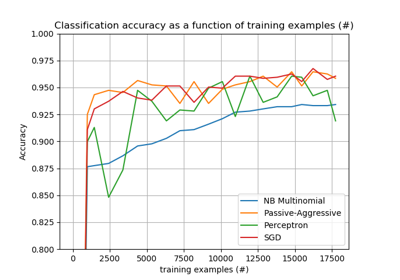 Classification accuracy as a function of training examples (#)
1.000
0.975
0.950
0.925
0.900
0.875
0.850
0.825
0.800
Accuracy
NB Multinomial
Passive-Aggressive
Perceptron
SGD
0 2500 5000 7500 10000 12500 15000 17500
training examples (#)